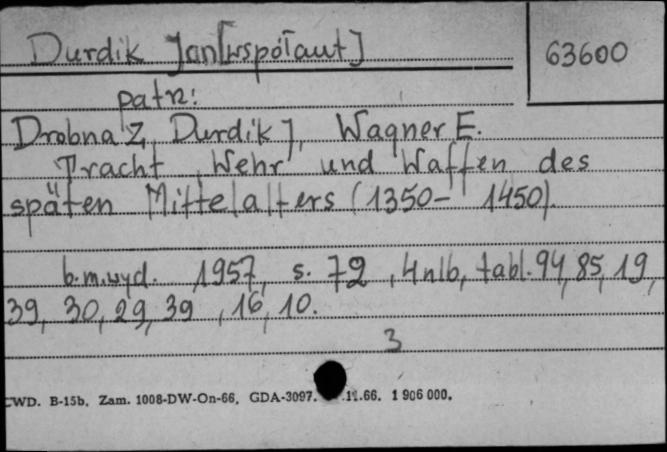 Durdik Jan [współaut]
63600
patrz:
Drobna Z, Durdik J, Wagner E.
Tracht, Wehr und Waffen des
späten Mittelalters (1350- 1450).
b.m.wyd. 1957, s. 72, 4nlb, tabl. 94, 85, 19,
39, 30, 29, 39, 16, 10.
3
CWD. B-15b. Zam. 1008-DW-On-66. GDA-3097. .11.66. 1 906 000.